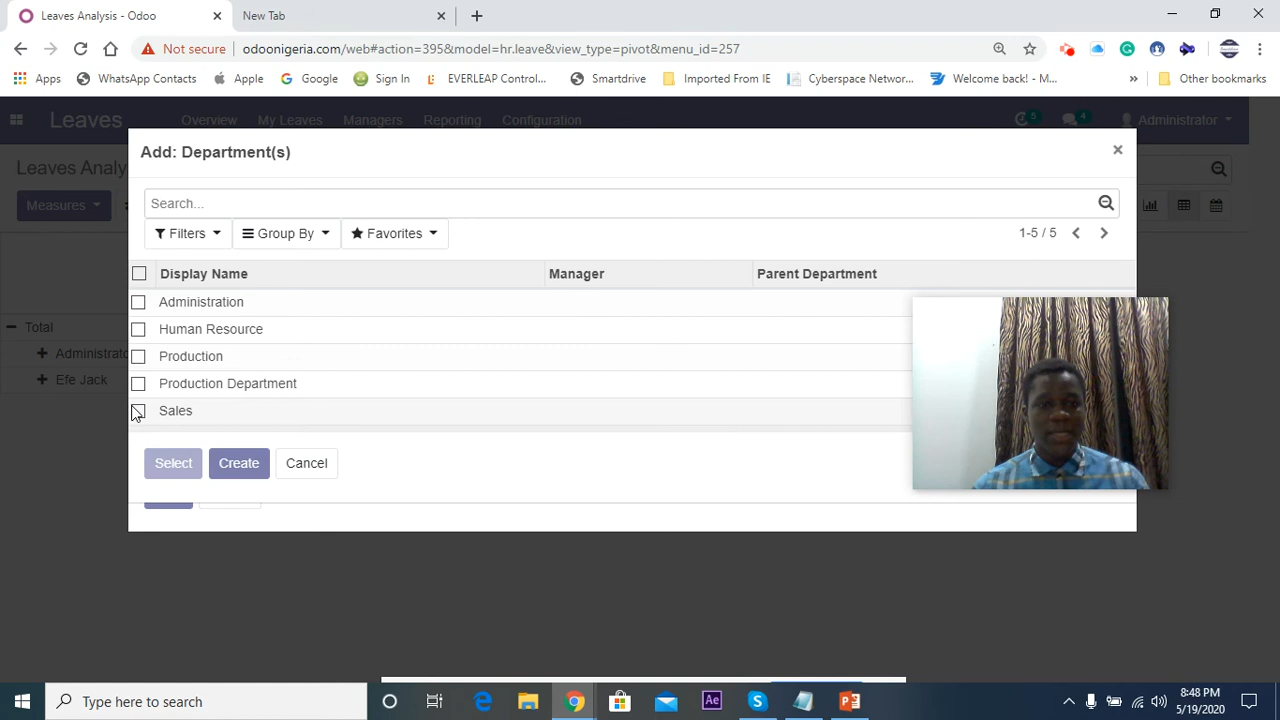 Leaves Analysis - Odoo
New Tab
Not secure odoonigeria.com/web#action=395&model=hr.leave&view_type=pivot&menu_id=257
Apps WhatsApp Contacts Apple Google Sign In EVERLEAP Control... Smartdrive Imported From IE Cyberspace Networ... Welcome back! - M... » Other bookmarks
Leaves Overview My Leaves Managers Reporting Configuration 5 4 Administrator
Leaves Analy
Measures
Add: Department(s) ×
Search...
Filters Group By Favorites 1-5 / 5
Display Name Manager Parent Department
Administration
Human Resource
Total
Production
Administrato
Efe Jack
Production Department
Sales
Select Create Cancel
Type here to search
Ae
8:48 PM
5/19/2020